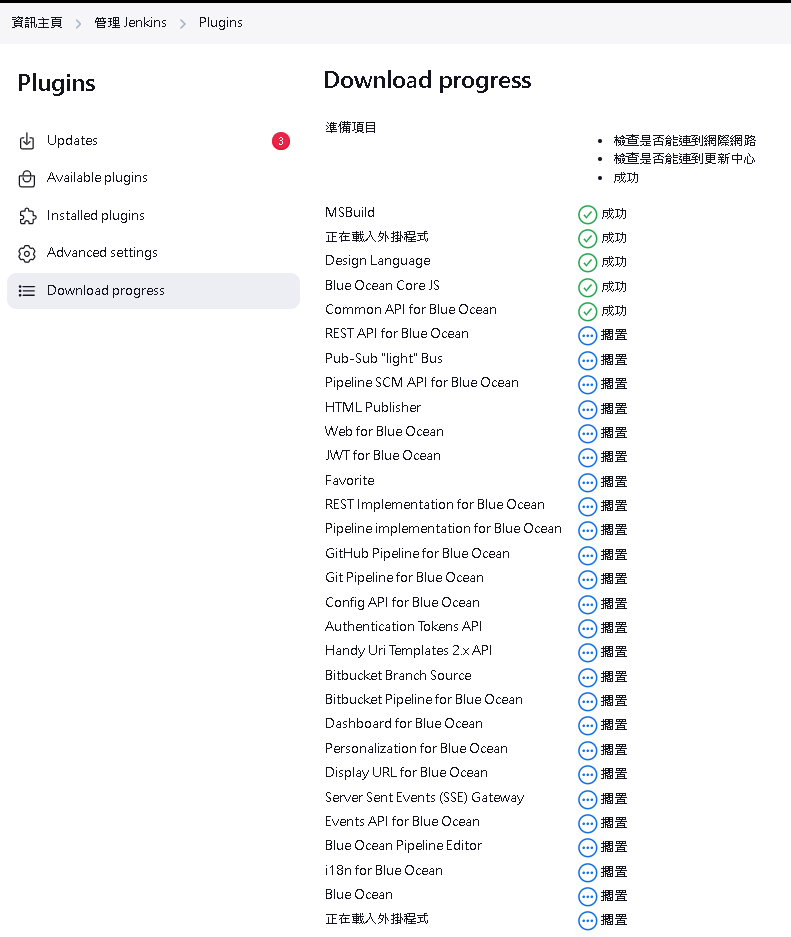 資訊主頁 > 管理 Jenkins > Plugins
Plugins
Updates 3
Available plugins
Installed plugins
Advanced settings
Download progress
Download progress
準備項目
• 檢查是否能連到網際網路
• 檢查是否能連到更新中心
• 成功
MSBuild 成功
正在載入外掛程式 成功
Design Language 成功
Blue Ocean Core JS 成功
Common API for Blue Ocean 成功
REST API for Blue Ocean 擱置
Pub-Sub "light" Bus 擱置
Pipeline SCM API for Blue Ocean 擱置
HTML Publisher 擱置
Web for Blue Ocean 擱置
JWT for Blue Ocean 擱置
Favorite 擱置
REST Implementation for Blue Ocean 擱置
Pipeline implementation for Blue Ocean 擱置
GitHub Pipeline for Blue Ocean 擱置
Git Pipeline for Blue Ocean 擱置
Config API for Blue Ocean 擱置
Authentication Tokens API 擱置
Handy Uri Templates 2.x API 擱置
Bitbucket Branch Source 擱置
Bitbucket Pipeline for Blue Ocean 擱置
Dashboard for Blue Ocean 擱置
Personalization for Blue Ocean 擱置
Display URL for Blue Ocean 擱置
Server Sent Events (SSE) Gateway 擱置
Events API for Blue Ocean 擱置
Blue Ocean Pipeline Editor 擱置
i18n for Blue Ocean 擱置
Blue Ocean 擱置
正在載入外掛程式 擱置